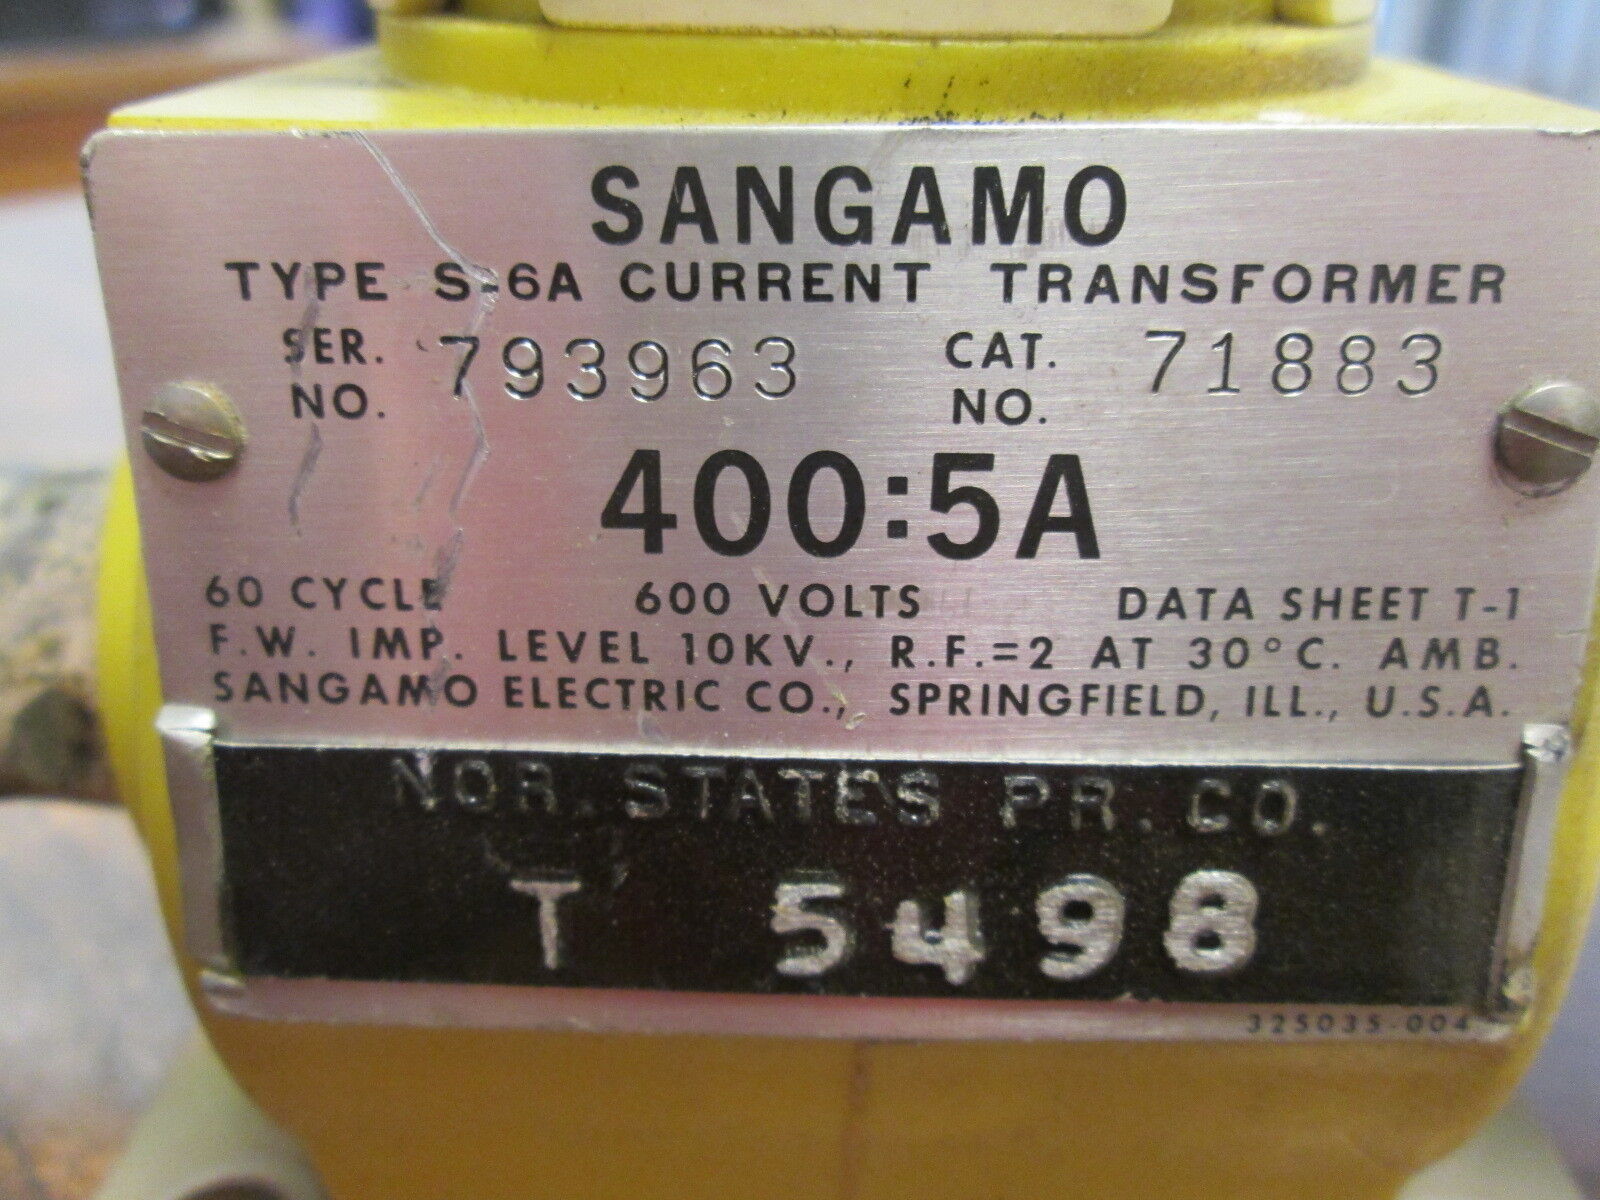 SANGAMO
TYPE S-6A CURRENT TRANSFORMER
SER. NO. 793963 CAT. NO. 71883
400:5A
60 CYCLE 600 VOLTS DATA SHEET T-1
F.W. IMP. LEVEL 10KV., R.F.=2 AT 30°C. AMB.
SANGAMO ELECTRIC CO., SPRINGFIELD, ILL., U.S.A.
NOR. STATES PR. CO.
T 5498
325035-004